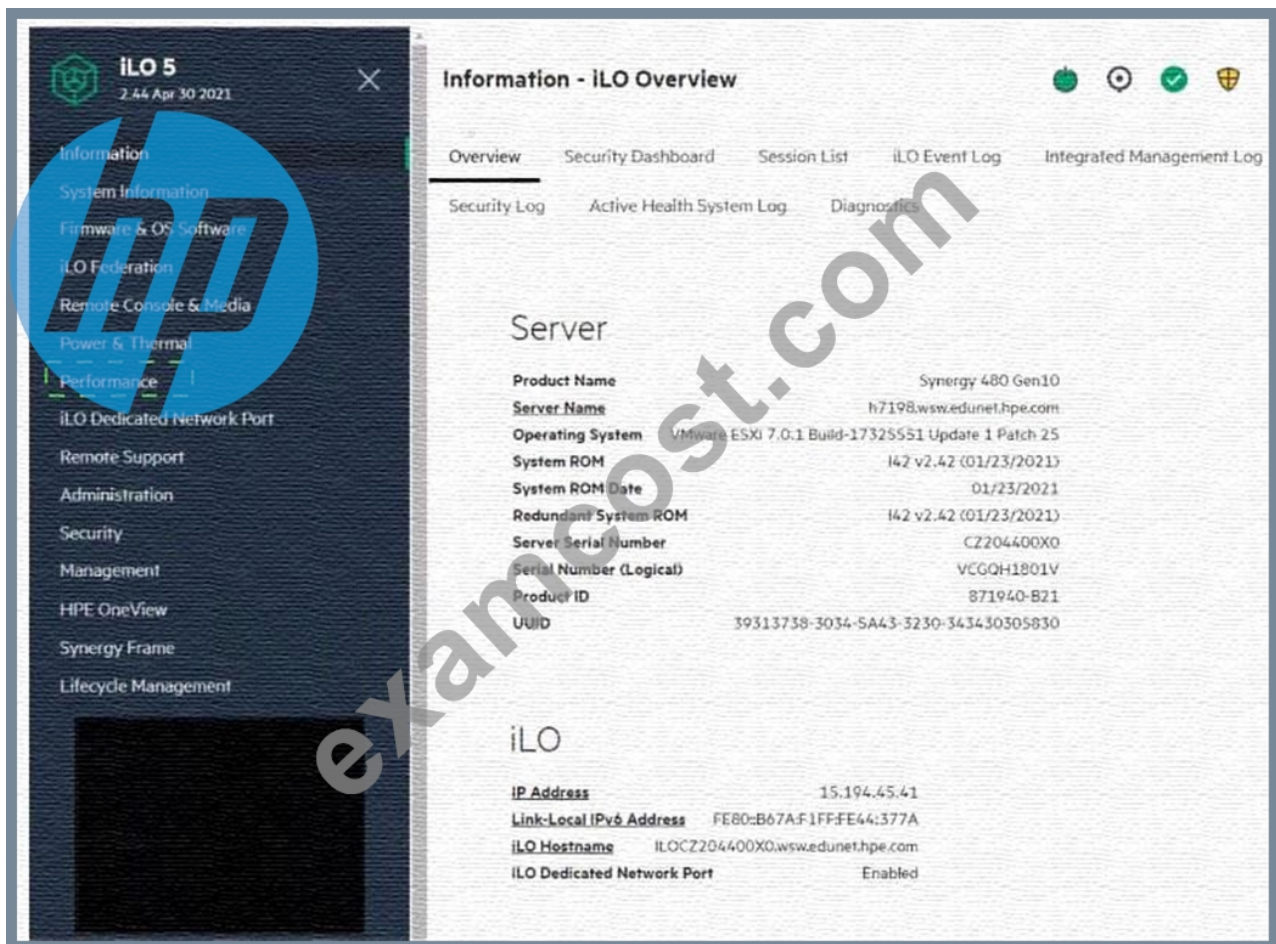 iLO 5
2.44 Apr 30 2021
Information
System Information
Firmware & OS Software
iLO Federation
Remote Console & Media
Power & Thermal
Performance
iLO Dedicated Network Port
Remote Support
Administration
Security
Management
HPE OneView
Synergy Frame
Lifecycle Management
hp
Information - iLO Overview
Overview Security Dashboard Session List iLO Event Log Integrated Management Log
Security Log Active Health System Log Diagnostics
Server
Product Name Synergy 480 Gen10
Server Name h7198.wsw.edunet.hpe.com
Operating System VMware ESXi 7.0.1 Build-17325551 Update 1 Patch 25
System ROM I42 v2.42 (01/23/2021)
System ROM Date 01/23/2021
Redundant System ROM I42 v2.42 (01/23/2021)
Server Serial Number CZ204400X0
Serial Number (Logical) VCGQH1801V
Product ID 871940-B21
UUID 39313738-3034-5A43-3230-343430305830
iLO
IP Address 15.194.45.41
Link-Local IPv6 Address FE80::B67A:F1FF:FE44:377A
iLO Hostname ILOCZ204400X0.wsw.edunet.hpe.com
iLO Dedicated Network Port Enabled
examcost.com